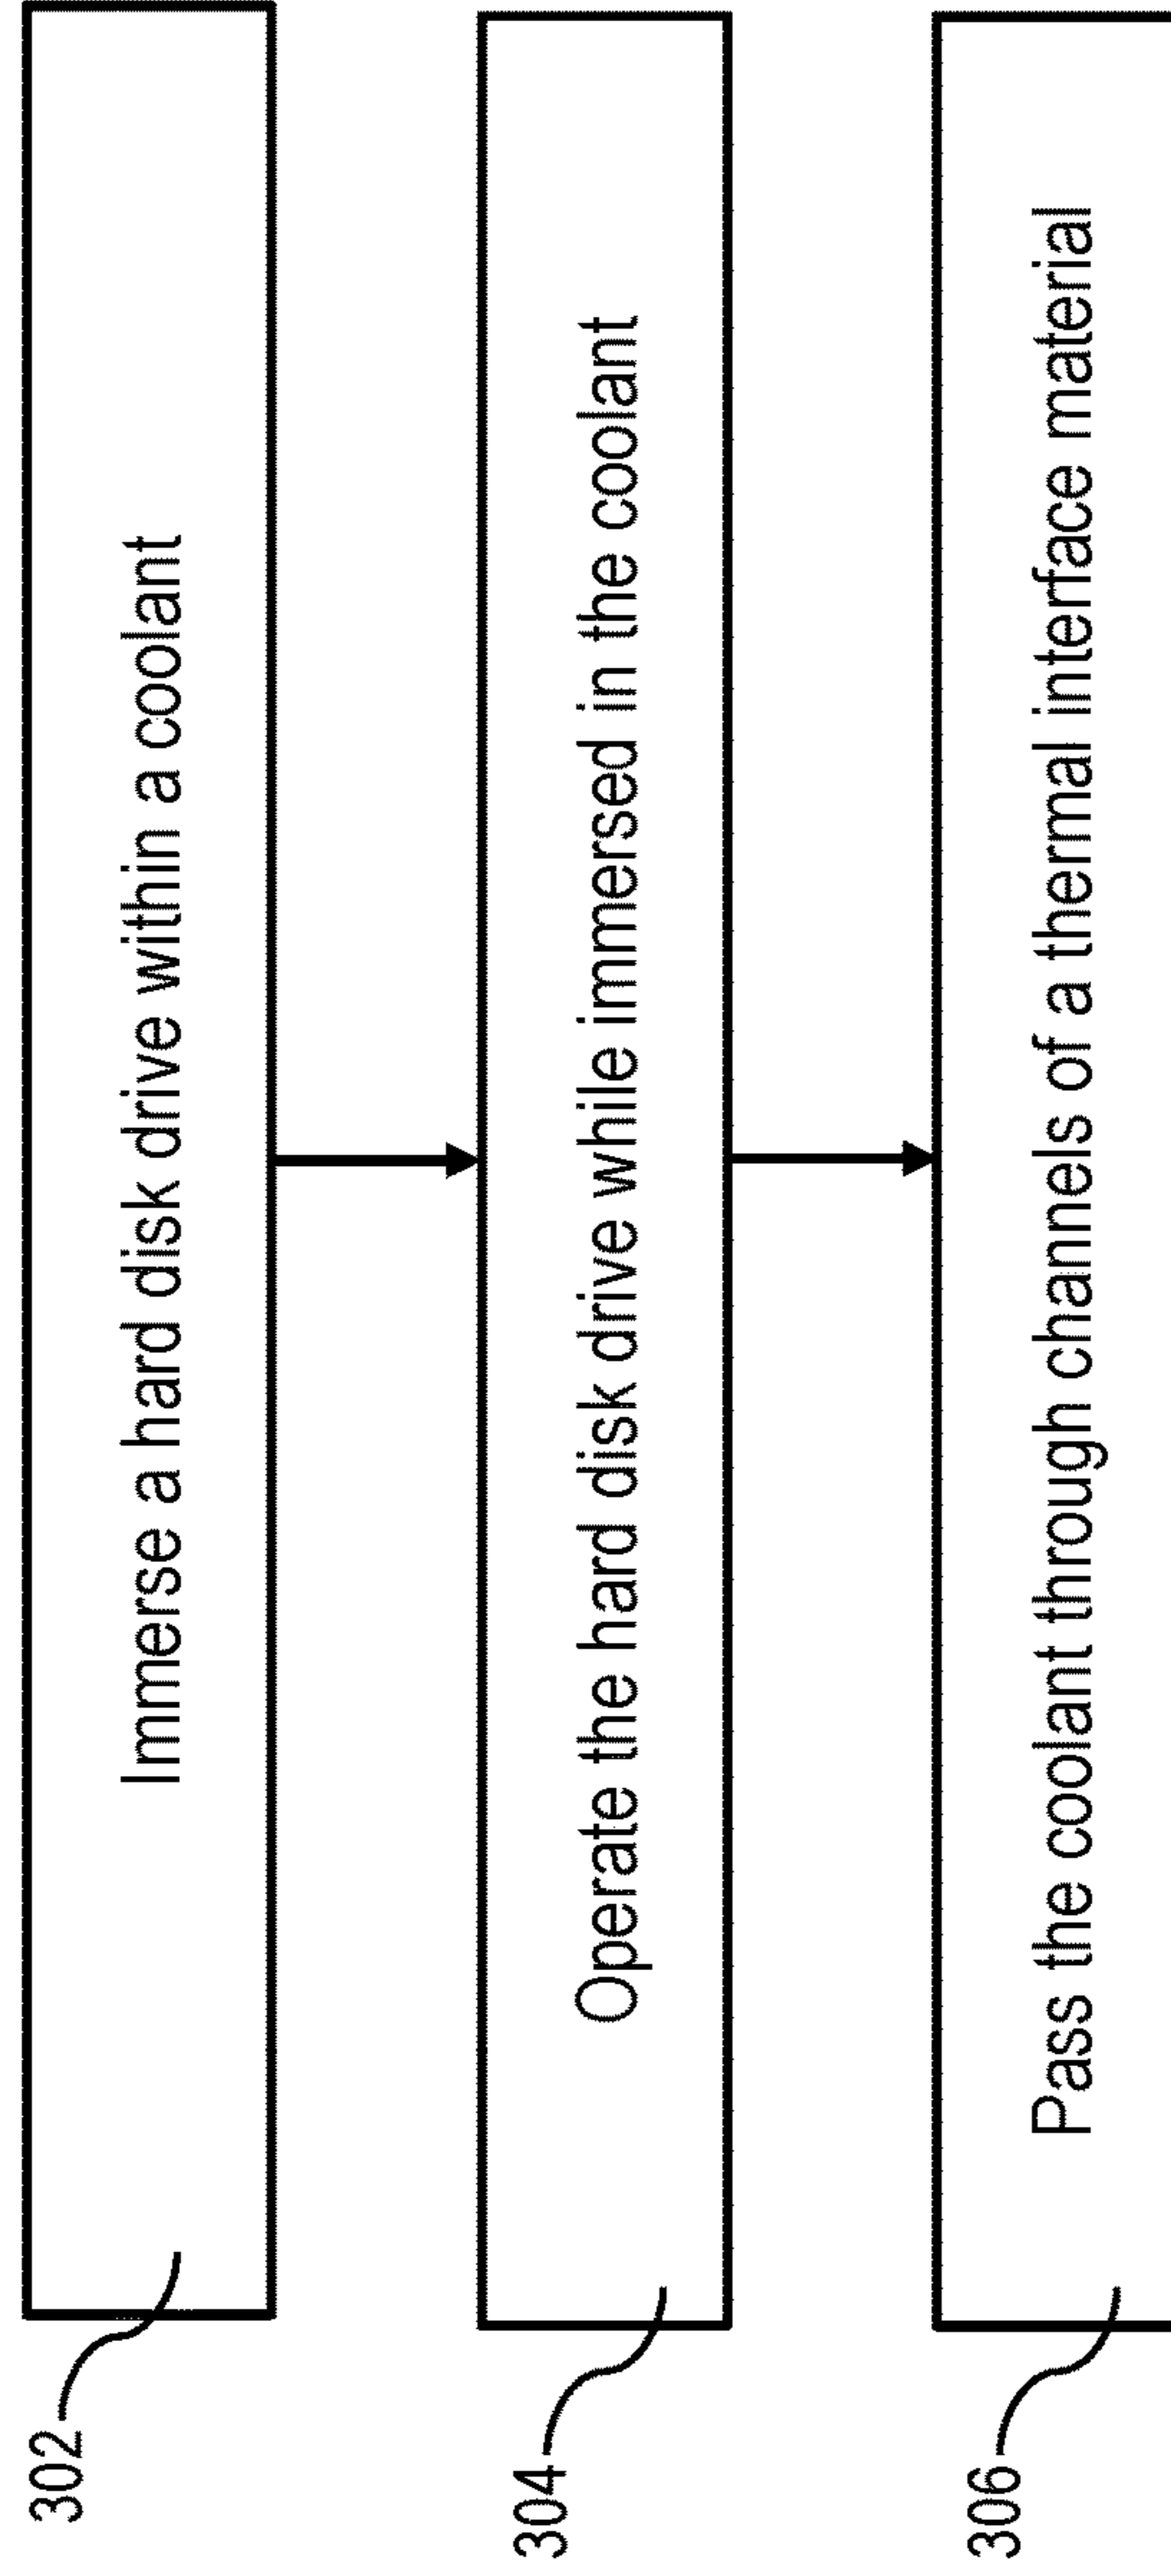 302
Immerse a hard disk drive within a coolant
304
Operate the hard disk drive while immersed in the coolant
306
Pass the coolant through channels of a thermal interface material